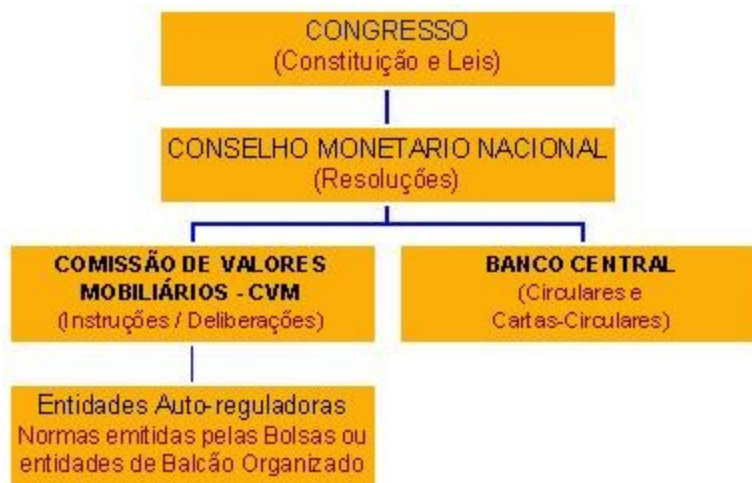 CONGRESSO
(Constituição e Leis)
CONSELHO MONETARIO NACIONAL
(Resoluções)
COMISSÃO DE VALORES
MOBILIÁRIOS - CVM
(Instruções / Deliberações)
BANCO CENTRAL
(Circulares e
Cartas-Circulares)
Entidades Auto-reguladoras
Normas emitidas pelas Bolsas ou
entidades de Balcão Organizado